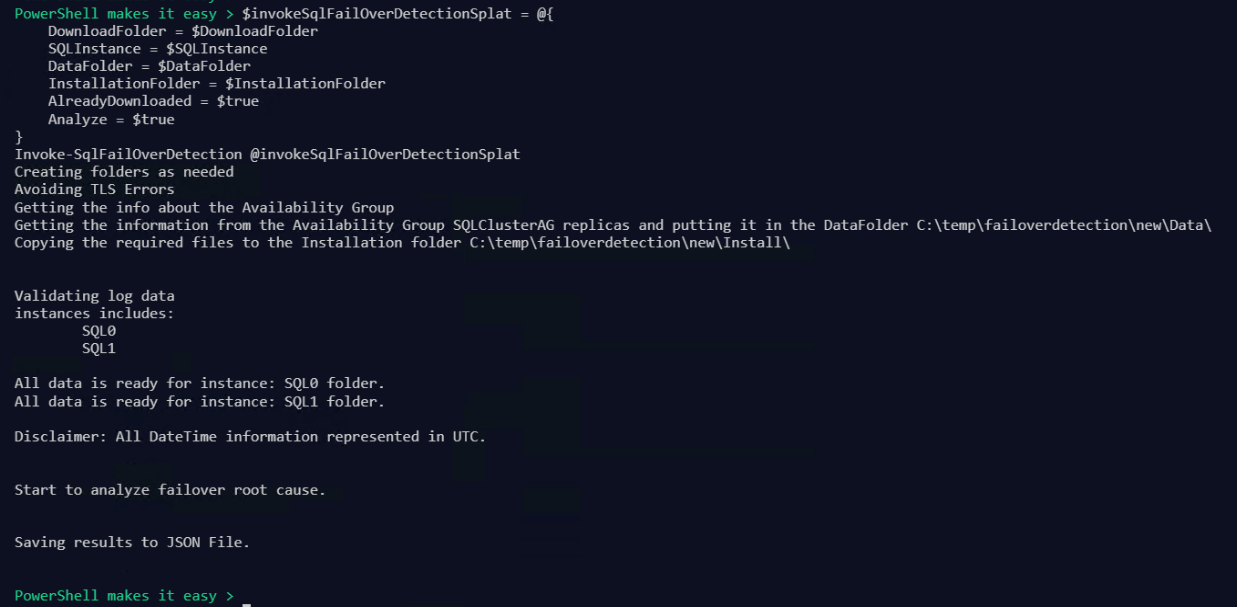 PowerShell makes it easy > $invokeSqlFailOverDetectionSplat = @{
    DownloadFolder = $DownloadFolder
    SQLInstance = $SQLInstance
    DataFolder = $DataFolder
    InstallationFolder = $InstallationFolder
    AlreadyDownloaded = $true
    Analyze = $true
}
Invoke-SqlFailOverDetection @invokeSqlFailOverDetectionSplat
Creating folders as needed
Avoiding TLS Errors
Getting the info about the Availability Group
Getting the information from the Availability Group SQLClusterAG replicas and putting it in the DataFolder C:\temp\failoverdetection\new\Data\
Copying the required files to the Installation folder C:\temp\failoverdetection\new\Install\
Validating log data
instances includes:
        SQL0
        SQL1
All data is ready for instance: SQL0 folder.
All data is ready for instance: SQL1 folder.
Disclaimer: All DateTime information represented in UTC.
Start to analyze failover root cause.
Saving results to JSON File.
PowerShell makes it easy >